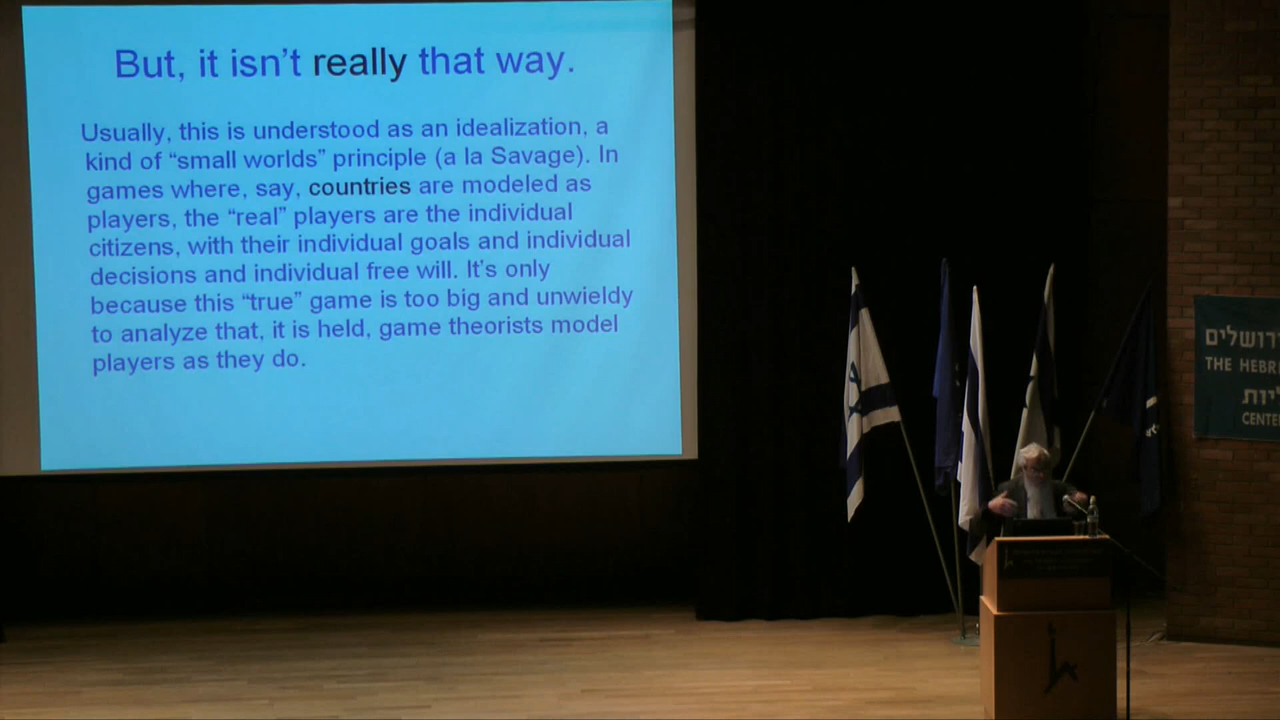 But, it isn't really that way.
Usually, this is understood as an idealization, a
kind of “small worlds” principle (a la Savage). In
games where, say, countries are modeled as
players, the “real” players are the individual
citizens, with their individual goals and individual
decisions and individual free will. It's only
because this “true” game is too big and unwieldy
to analyze that, it is held, game theorists model
players as they do.
ירושלים
THE HEBR
יות
CENTE